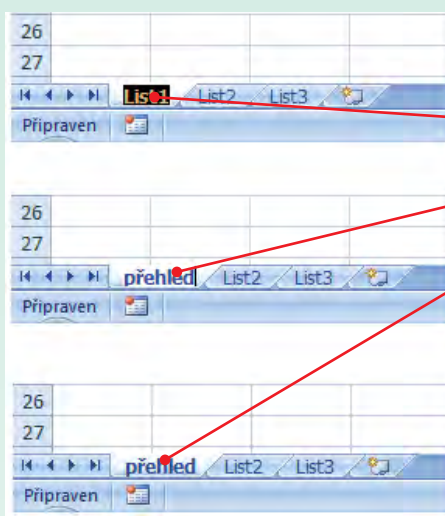 26
27
List1 List2 List3
Připraven
26
27
přehled List2 List3
Připraven
26
27
přehled List2 List3
Připraven